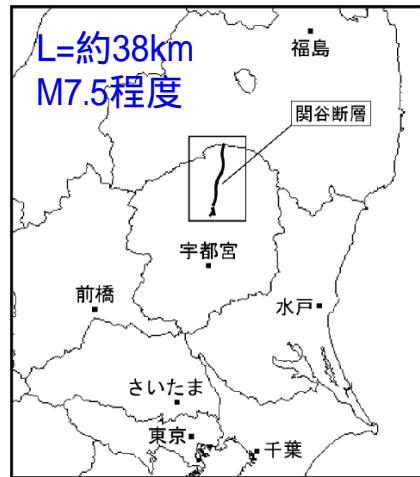 L=約38km
M7.5程度
福島
関谷断層
宇都宮
前橋
水戸
さいたま
東京
千葉